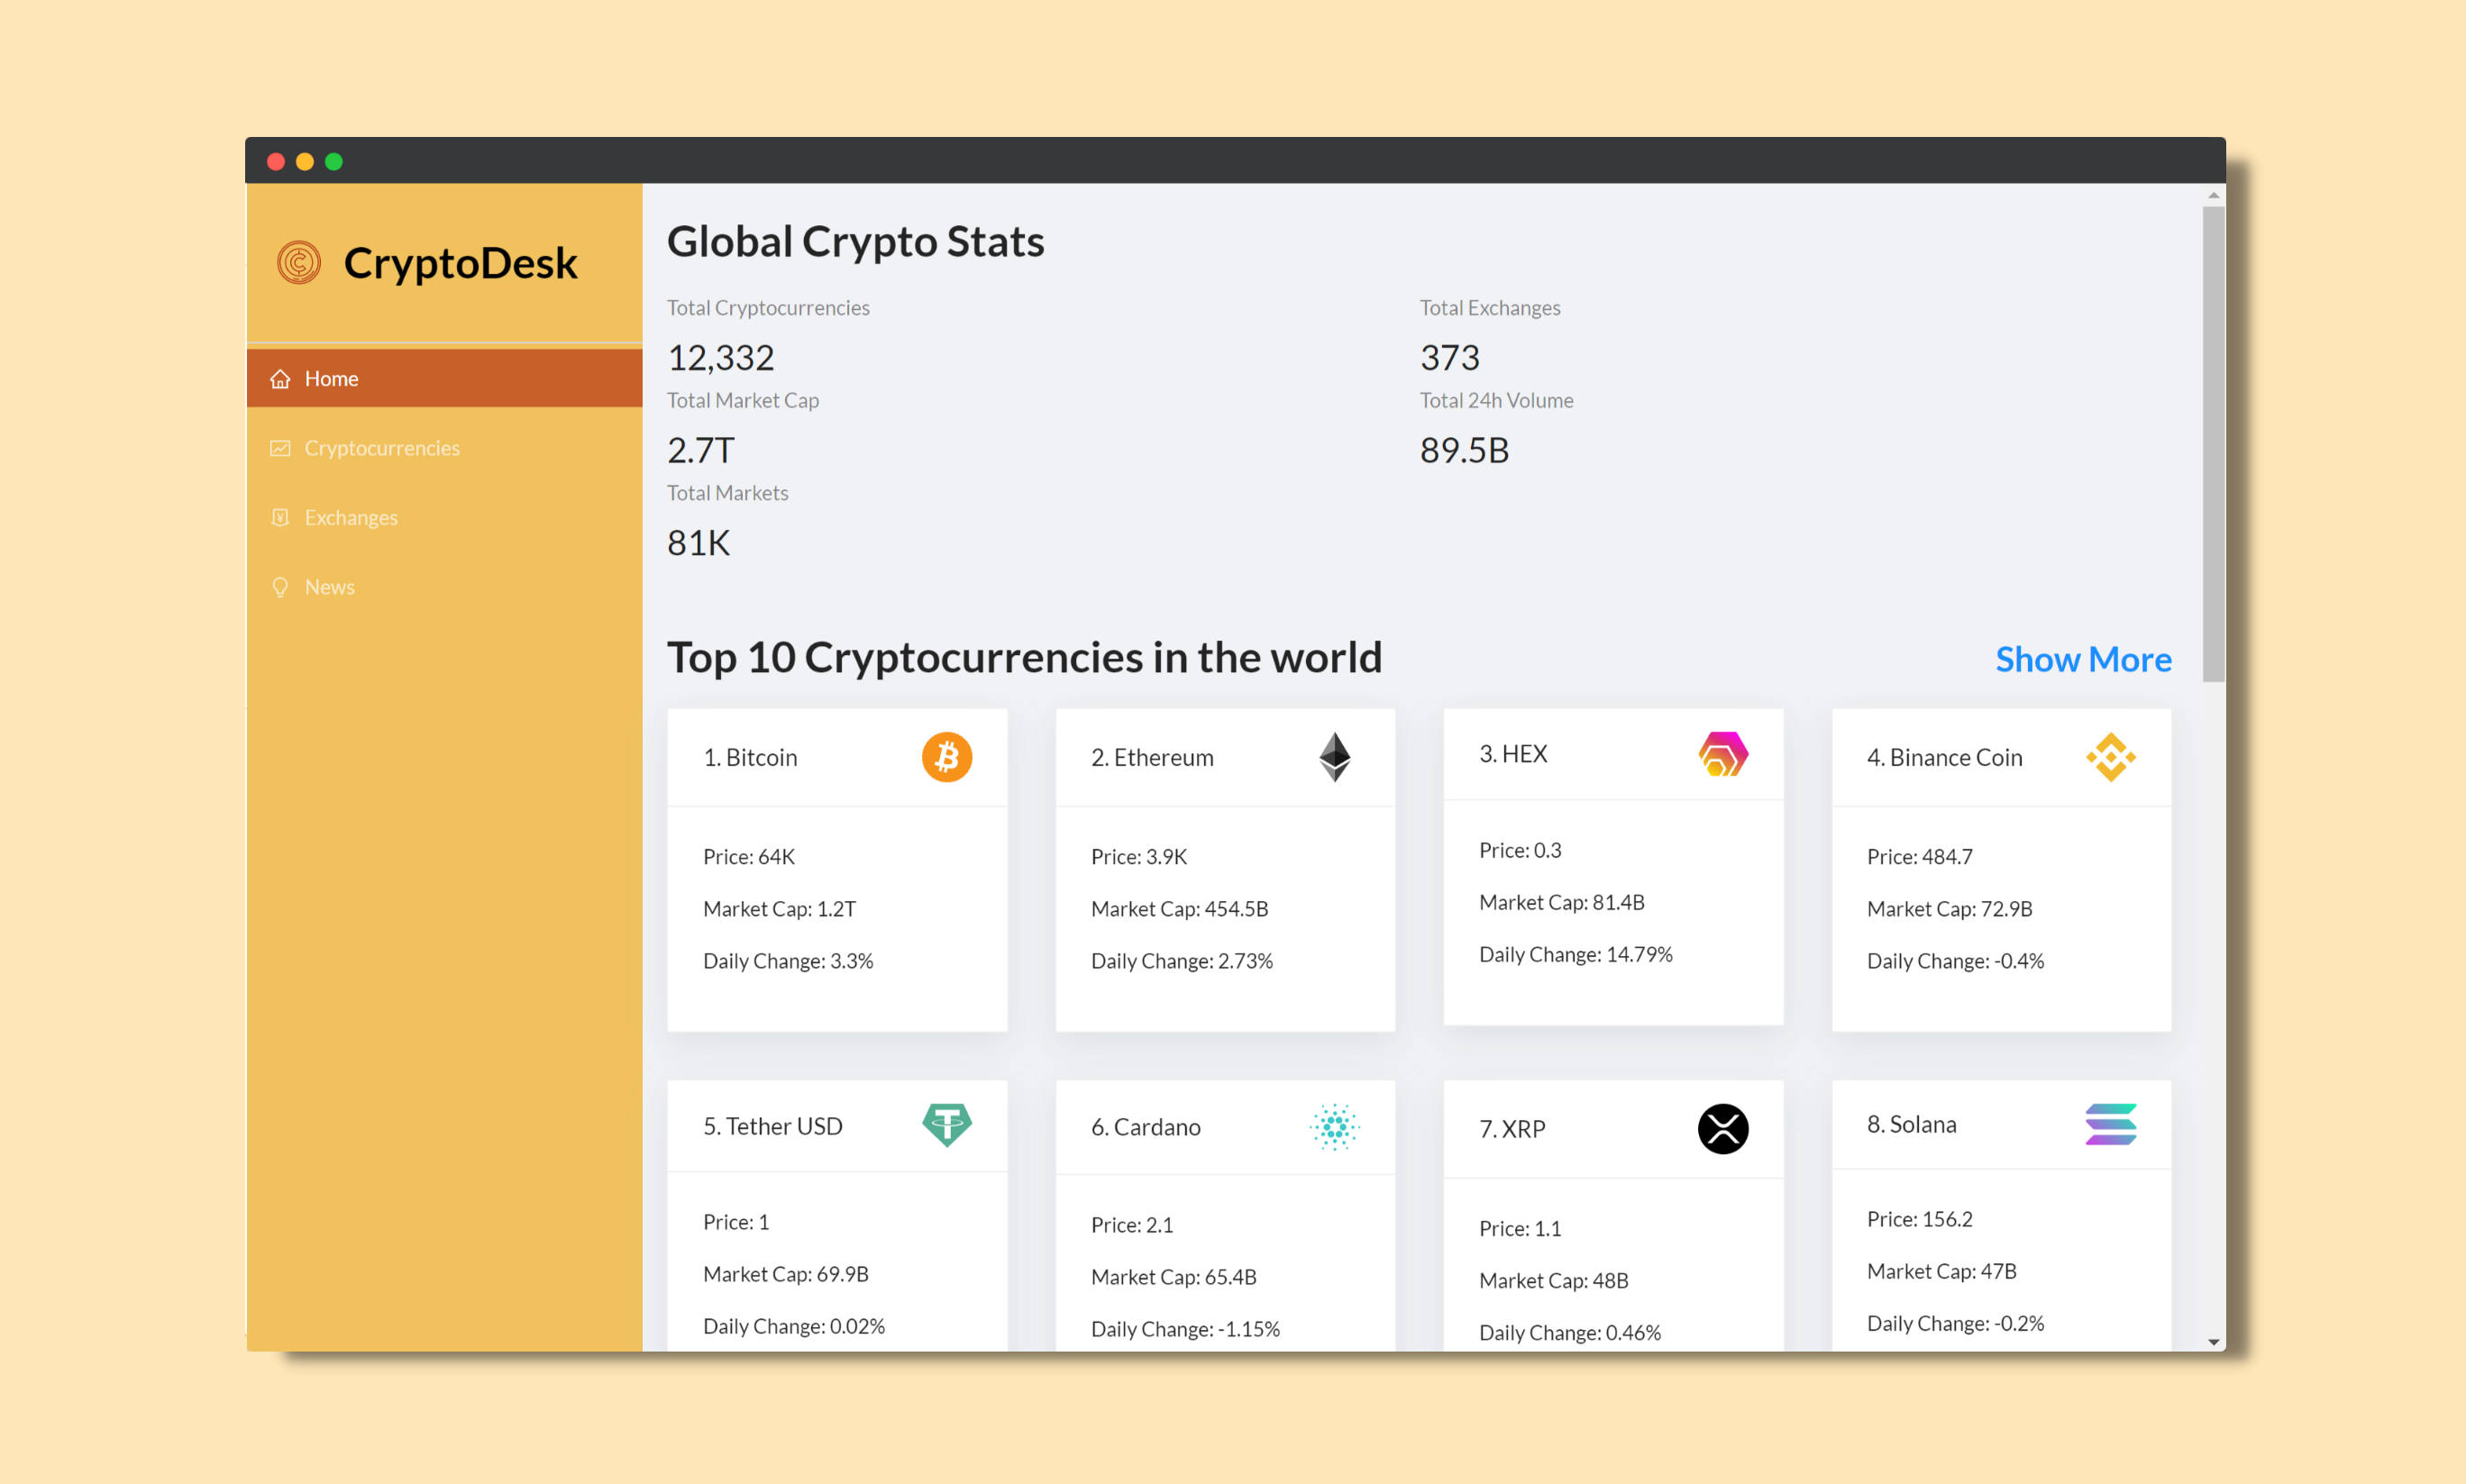 CryptoDesk
Home
Cryptocurrencies
Exchanges
News
Global Crypto Stats
Total Cryptocurrencies
12,332
Total Exchanges
373
Total Market Cap
2.7T
Total 24h Volume
89.5B
Total Markets
81K
Top 10 Cryptocurrencies in the world
Show More
1. Bitcoin
Price: 64K
Market Cap: 1.2T
Daily Change: 3.3%
2. Ethereum
Price: 3.9K
Market Cap: 454.5B
Daily Change: 2.73%
3. HEX
Price: 0.3
Market Cap: 81.4B
Daily Change: 14.79%
4. Binance Coin
Price: 484.7
Market Cap: 72.9B
Daily Change: -0.4%
5. Tether USD
Price: 1
Market Cap: 69.9B
Daily Change: 0.02%
6. Cardano
Price: 2.1
Market Cap: 65.4B
Daily Change: -1.15%
7. XRP
Price: 1.1
Market Cap: 48B
Daily Change: 0.46%
8. Solana
Price: 156.2
Market Cap: 47B
Daily Change: -0.2%